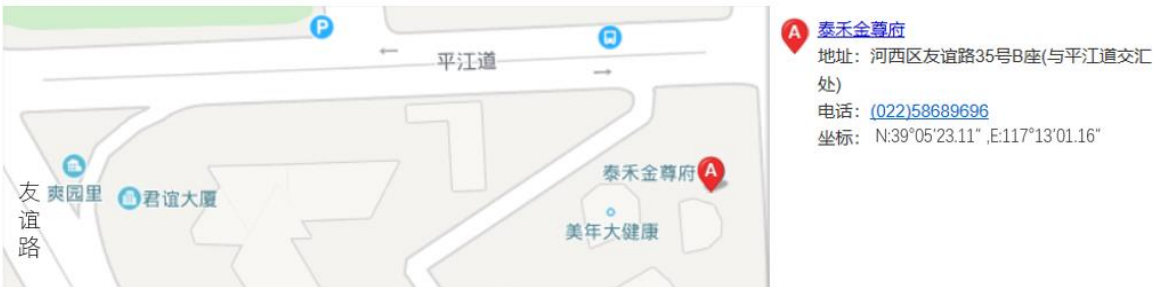 P
平江道
爽园里
君谊大厦
友谊路
泰禾金尊府
A
美年大健康
A
泰禾金尊府
地址：河西区友谊路35号B座(与平江道交汇
处)
电话：(022)58689696
坐标： N:39°05'23.11" ,E:117°13'01.16"